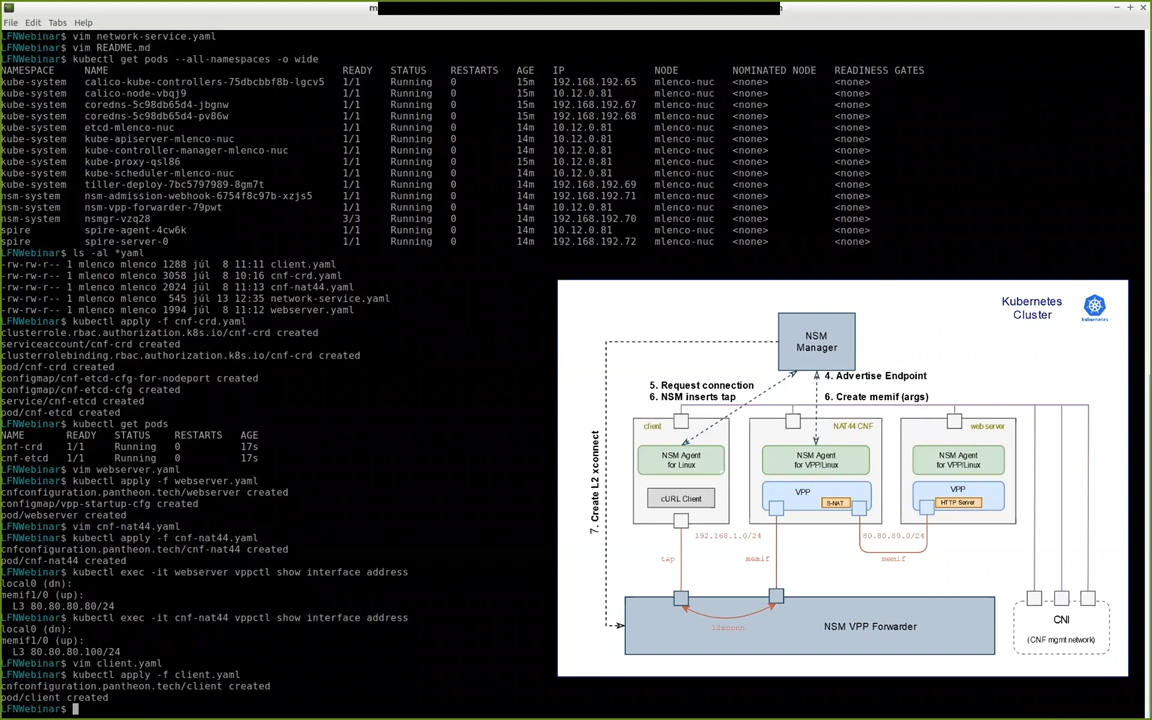 File Edit Tabs Help
LFNWebinar$ vim network-service.yaml
LFNWebinar$ vim README.md
LFNWebinar$ kubectl get pods --all-namespaces -o wide
NAMESPACE NAME READY STATUS RESTARTS AGE IP NODE NOMINATED NODE READINESS GATES
kube-system calico-kube-controllers-75dbcbbf8b-lgcv5 1/1 Running 0 15m 192.168.192.65 mlenco-nuc <none> <none>
kube-system calico-node-vbqj9 1/1 Running 0 15m 10.12.0.81 mlenco-nuc <none> <none>
kube-system coredns-5c98db65d4-jbgnw 1/1 Running 0 15m 192.168.192.67 mlenco-nuc <none> <none>
kube-system coredns-5c98db65d4-pv86w 1/1 Running 0 15m 192.168.192.68 mlenco-nuc <none> <none>
kube-system etcd-mlenco-nuc 1/1 Running 0 14m 10.12.0.81 mlenco-nuc <none> <none>
kube-system kube-apiserver-mlenco-nuc 1/1 Running 0 14m 10.12.0.81 mlenco-nuc <none> <none>
kube-system kube-controller-manager-mlenco-nuc 1/1 Running 0 14m 10.12.0.81 mlenco-nuc <none> <none>
kube-system kube-proxy-qsl86 1/1 Running 0 15m 10.12.0.81 mlenco-nuc <none> <none>
kube-system kube-scheduler-mlenco-nuc 1/1 Running 0 14m 10.12.0.81 mlenco-nuc <none> <none>
kube-system tiller-deploy-7bc5797989-8gm7t 1/1 Running 0 14m 192.168.192.69 mlenco-nuc <none> <none>
nsm-system nsm-admission-webhook-6754f8c97b-xzjs5 1/1 Running 0 14m 192.168.192.71 mlenco-nuc <none> <none>
nsm-system nsm-vpp-forwarder-79pwt 1/1 Running 0 14m 10.12.0.81 mlenco-nuc <none> <none>
nsm-system nsmgr-vzq28 3/3 Running 0 14m 192.168.192.70 mlenco-nuc <none> <none>
spire spire-agent-4cw6k 1/1 Running 0 14m 10.12.0.81 mlenco-nuc <none> <none>
spire spire-server-0 1/1 Running 0 14m 192.168.192.72 mlenco-nuc <none> <none>
LFNWebinar$ ls -al *yaml
-rw-rw-r-- 1 mlenco mlenco 1288 júl 8 11:11 client.yaml
-rw-rw-r-- 1 mlenco mlenco 3058 júl 8 10:16 cnf-crd.yaml
-rw-rw-r-- 1 mlenco mlenco 2024 júl 8 11:13 cnf-nat44.yaml
-rw-rw-r-- 1 mlenco mlenco 545 júl 13 12:35 network-service.yaml
-rw-rw-r-- 1 mlenco mlenco 1994 júl 8 11:12 webserver.yaml
LFNWebinar$ kubectl apply -f cnf-crd.yaml
clusterrole.rbac.authorization.k8s.io/cnf-crd created
serviceaccount/cnf-crd created
clusterrolebinding.rbac.authorization.k8s.io/cnf-crd created
pod/cnf-crd created
configmap/cnf-etcd-cfg-for-nodeport created
configmap/cnf-etcd-cfg created
service/cnf-etcd created
pod/cnf-etcd created
LFNWebinar$ kubectl get pods
NAME READY STATUS RESTARTS AGE
cnf-crd 1/1 Running 0 17s
cnf-etcd 1/1 Running 0 17s
LFNWebinar$ vim webserver.yaml
LFNWebinar$ kubectl apply -f webserver.yaml
cnfconfiguration.pantheon.tech/webserver created
configmap/vpp-startup-cfg created
pod/webserver created
LFNWebinar$ vim cnf-nat44.yaml
LFNWebinar$ kubectl apply -f cnf-nat44.yaml
cnfconfiguration.pantheon.tech/cnf-nat44 created
pod/cnf-nat44 created
LFNWebinar$ kubectl exec -it webserver vppctl show interface address
local0 (dn):
memif1/0 (up):
L3 80.80.80.80/24
LFNWebinar$ kubectl exec -it cnf-nat44 vppctl show interface address
local0 (dn):
memif1/0 (up):
L3 80.80.80.100/24
LFNWebinar$ vim client.yaml
LFNWebinar$ kubectl apply -f client.yaml
cnfconfiguration.pantheon.tech/client created
pod/client created
LFNWebinar$
Kubernetes
Cluster
kubernetes
NSM
Manager
4. Advertise Endpoint
5. Request connection
6. NSM inserts tap
6. Create memif (args)
7. Create L2 xconnect
client
NAT44 CNF
web server
NSM Agent
for Linux
NSM Agent
for VPP/Linux
NSM Agent
for VPP/Linux
cURL Client
VPP
S-NAT
VPP
HTTP Server
192.168.1.0/24
80.80.80.0/24
tap
memif
memif
l2xconn
NSM VPP Forwarder
CNI
(CNF mgmt network)